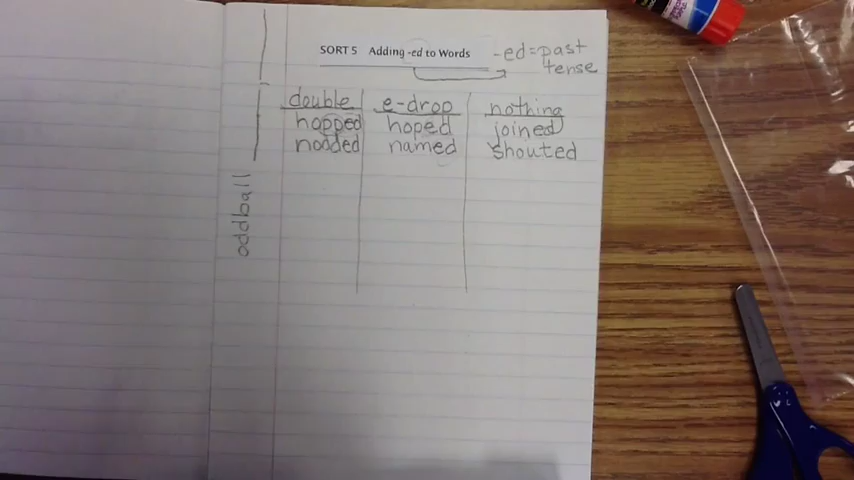 SORT 5 Adding -ed to Words
-ed = past
tense
double e-drop nothing
hopped hoped joined
nodded named shouted
oddball